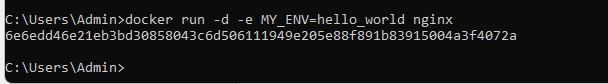 C:\Users\Admin>docker run -d -e MY_ENV=hello_world nginx
6e6edd46e21eb3bd30858043c6d506111949e205e88f891b83915004a3f4072a
C:\Users\Admin>